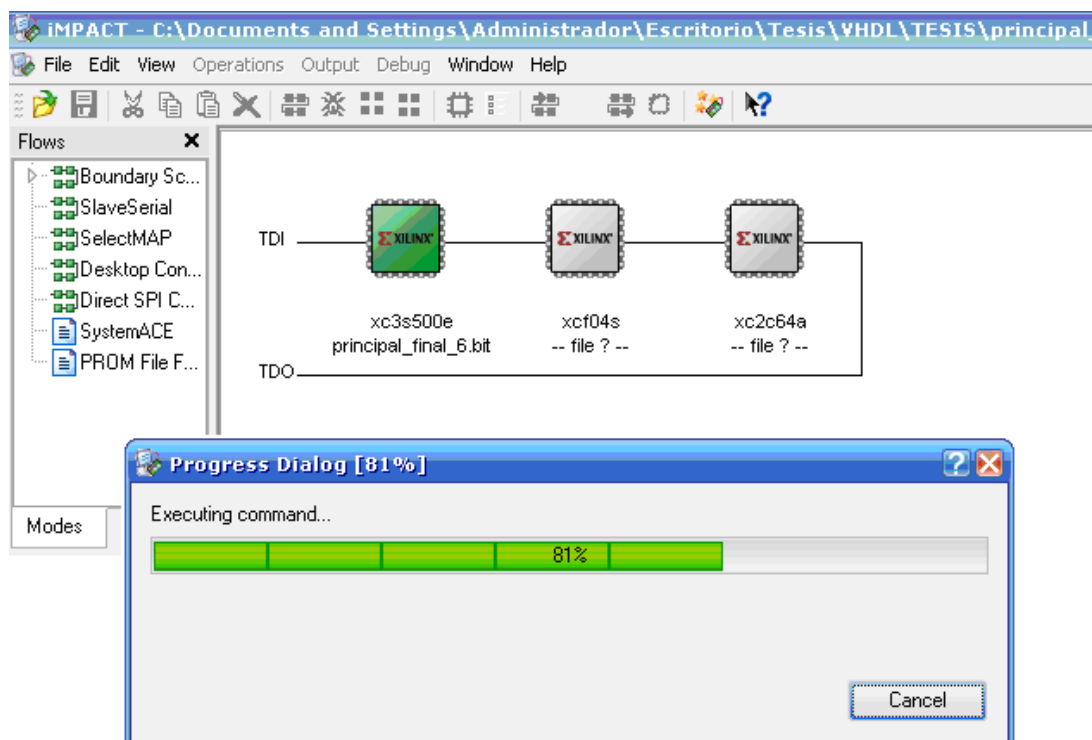 iMPACT - C:\Documents and Settings\Administrador\Escritorio\Tesis\VHDL\TESIS\principal_
File Edit View Operations Output Debug Window Help
Flows
Boundary Sc...
SlaveSerial
SelectMAP
Desktop Con...
Direct SPI C...
SystemACE
PROM File F...
Modes
TDI
XILINX
XILINX
XILINX
xc3s500e
principal_final_6.bit
xcf04s
-- file ? --
xc2c64a
-- file ? --
TDO
Progress Dialog [81%]
Executing command...
81%
Cancel